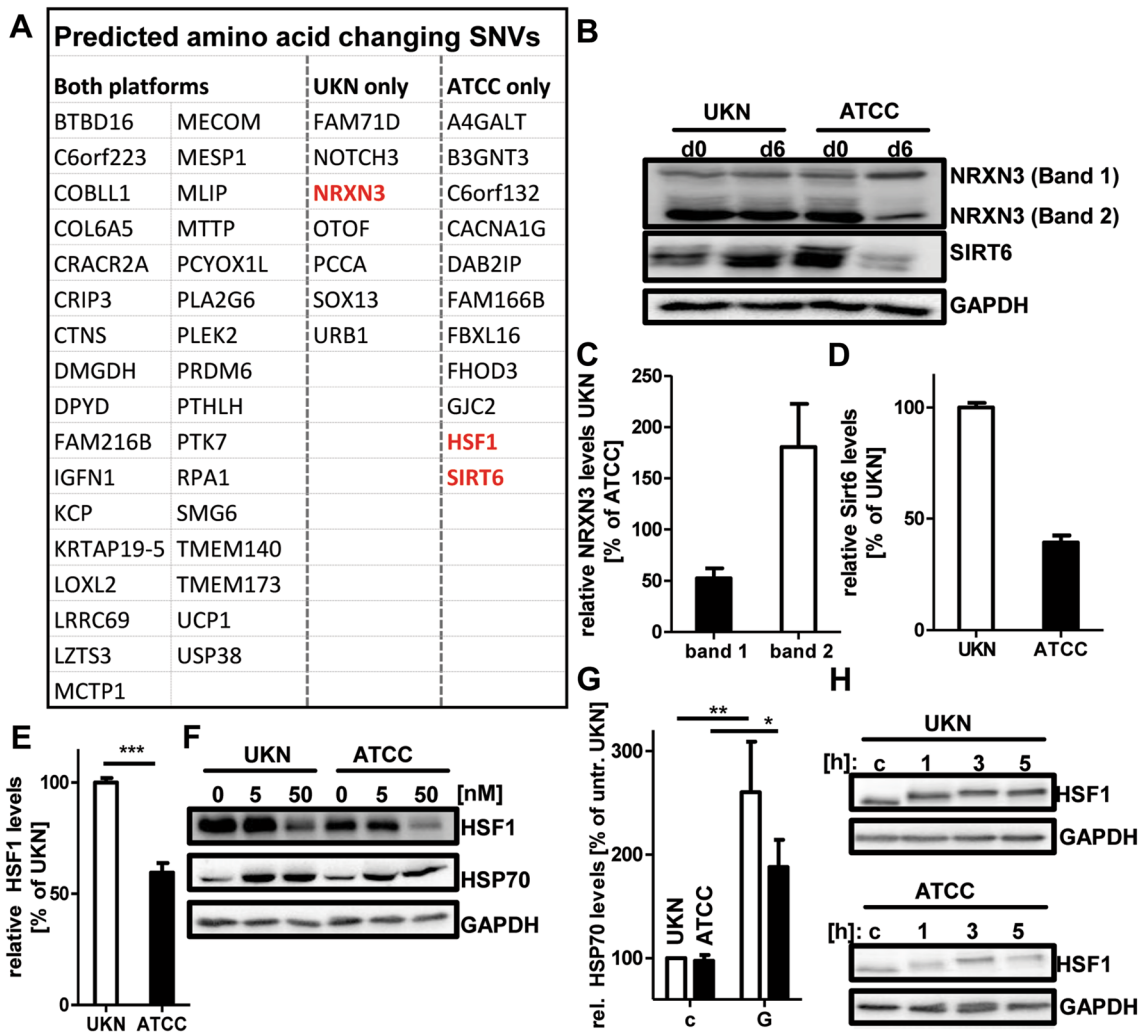 A
Predicted amino acid changing SNVs
Both platforms UKN only ATCC only
BTBD16 MECOM FAM71D A4GALT
C6orf223 MESP1 NOTCH3 B3GNT3
COBLL1 MLIP NRXN3 C6orf132
COL6A5 MTTP OTOF CACNA1G
CRACR2A PCYOX1L PCCA DAB2IP
CRIP3 PLA2G6 SOX13 FAM166B
CTNS PLEK2 URB1 FBXL16
DMGDH PRDM6 FHOD3
DPYD PTHLH GJC2
FAM216B PTK7 HSF1
IGFN1 RPA1 SIRT6
KCP SMG6
KRTAP19-5 TMEM140
LOXL2 TMEM173
LRRC69 UCP1
LZTS3 USP38
MCTP1
B
UKN ATCC
d0 d6 d0 d6
NRXN3 (Band 1)
NRXN3 (Band 2)
SIRT6
GAPDH
C
relative NRXN3 levels UKN
[% of ATCC]
250
200
150
100
50
0
band 1 band 2
D
relative Sirt6 levels
[% of UKN]
100
50
0
UKN ATCC
E
relative HSF1 levels
[% of UKN]
100
50
0
***
UKN ATCC
F
UKN ATCC
0 5 50 0 5 50 [nM]
HSF1
HSP70
GAPDH
G
rel. HSP70 levels [% of untr. UKN]
300
200
100
** *
UKN ATCC
c G
H
UKN
[h]: c 1 3 5
HSF1
GAPDH
ATCC
[h]: c 1 3 5
HSF1
GAPDH